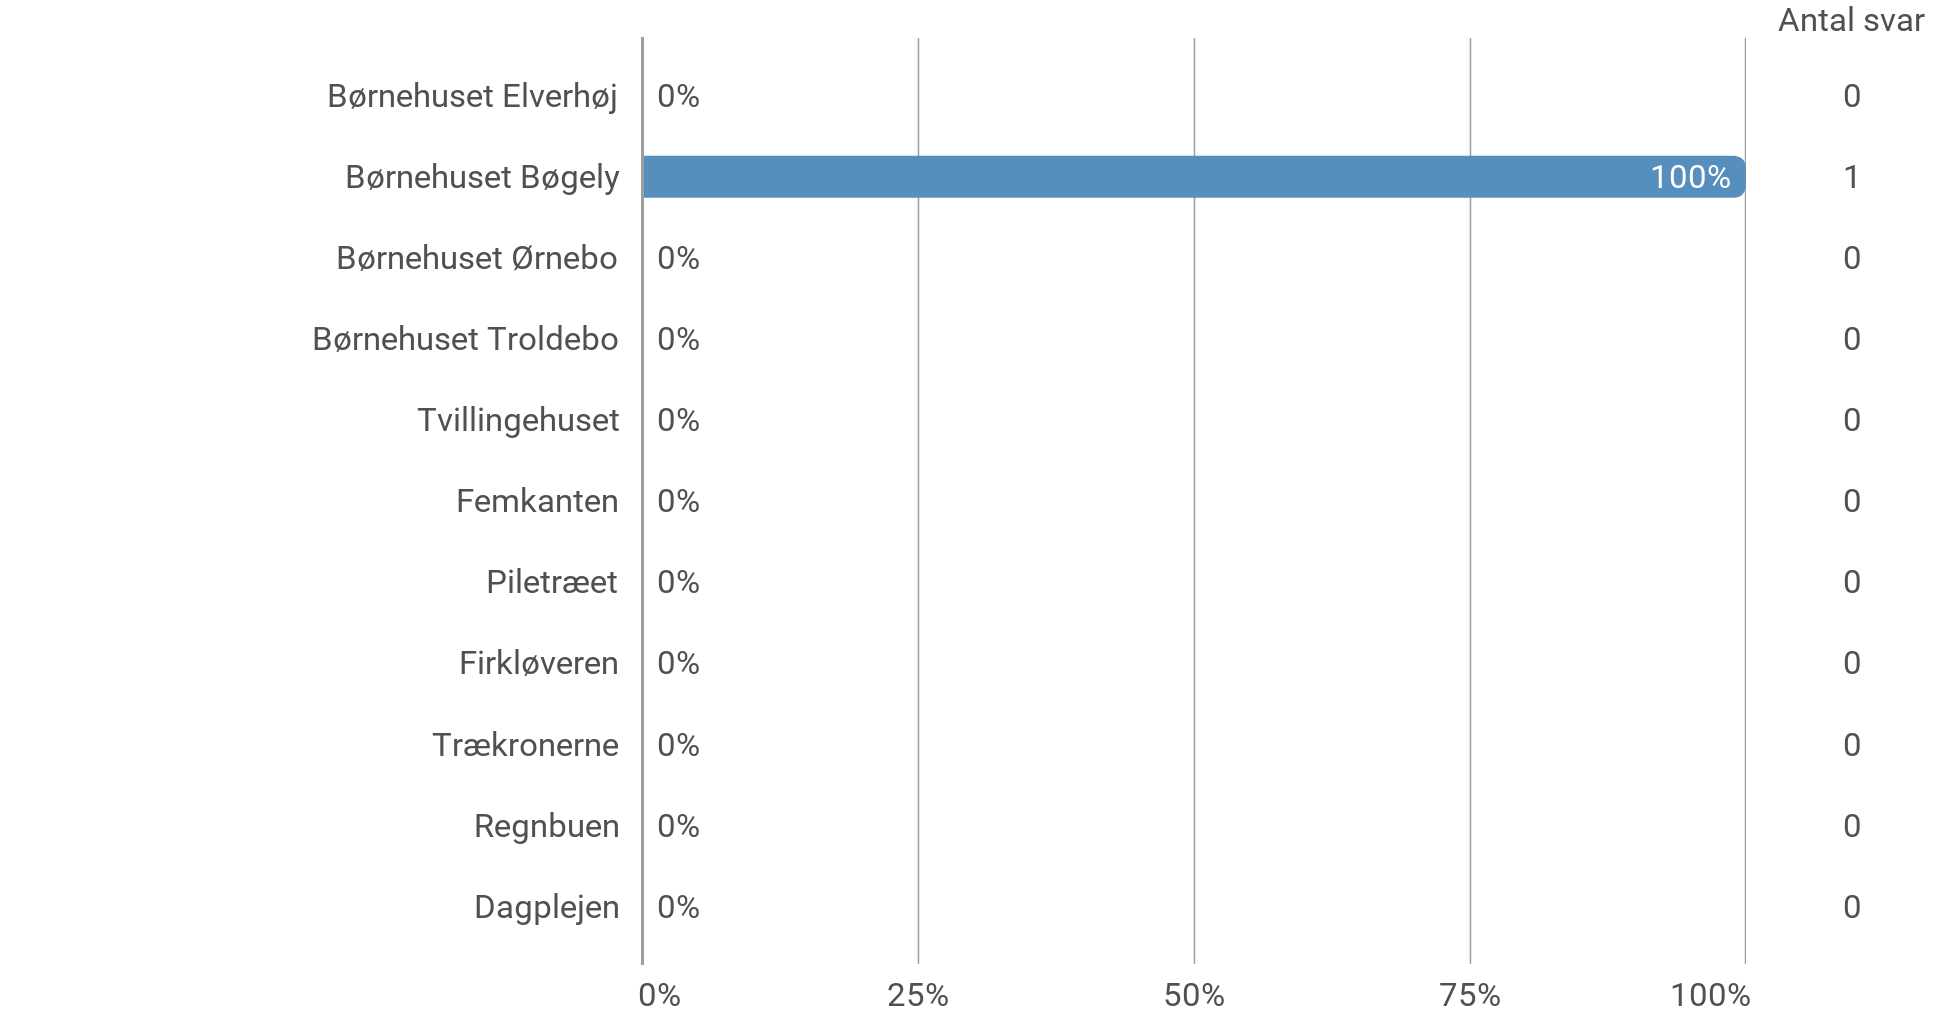 Antal svar
Børnehuset Elverhøj 0% 0
Børnehuset Bøgely 100% 1
Børnehuset Ørnebo 0% 0
Børnehuset Troldebo 0% 0
Tvillingehuset 0% 0
Femkanten 0% 0
Piletræet 0% 0
Firkløveren 0% 0
Trækronerne 0% 0
Regnbuen 0% 0
Dagplejen 0% 0
0% 25% 50% 75% 100%